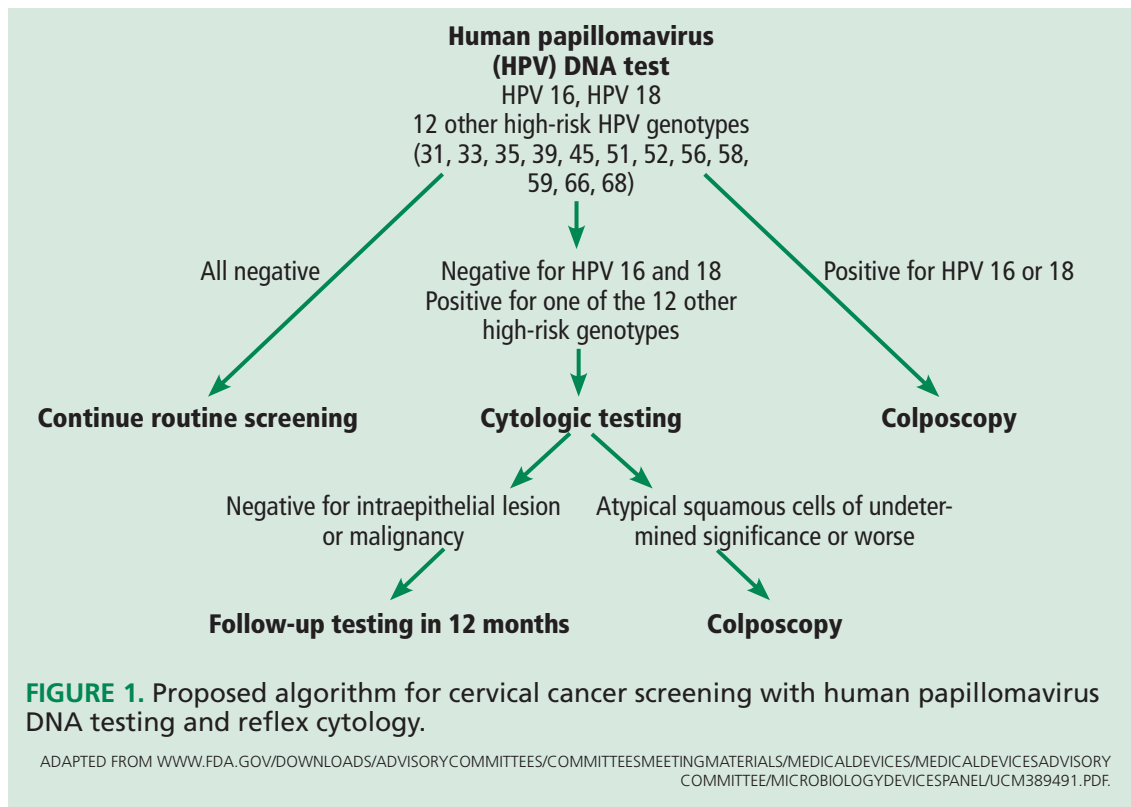 Human papillomavirus
(HPV) DNA test
HPV 16, HPV 18
12 other high-risk HPV genotypes
(31, 33, 35, 39, 45, 51, 52, 56, 58,
59, 66, 68)
All negative
Negative for HPV 16 and 18
Positive for one of the 12 other
high-risk genotypes
Positive for HPV 16 or 18
Continue routine screening
Cytologic testing
Colposcopy
Negative for intraepithelial lesion
or malignancy
Atypical squamous cells of undeter-
mined significance or worse
Follow-up testing in 12 months
Colposcopy
FIGURE 1. Proposed algorithm for cervical cancer screening with human papillomavirus
DNA testing and reflex cytology.
ADAPTED FROM WWW.FDA.GOV/DOWNLOADS/ADVISORYCOMMITTEES/COMMITTEESMEETINGMATERIALS/MEDICALDEVICES/MEDICALDEVICESADVISORY
COMMITTEE/MICROBIOLOGYDEVICESPANEL/UCM389491.PDF.